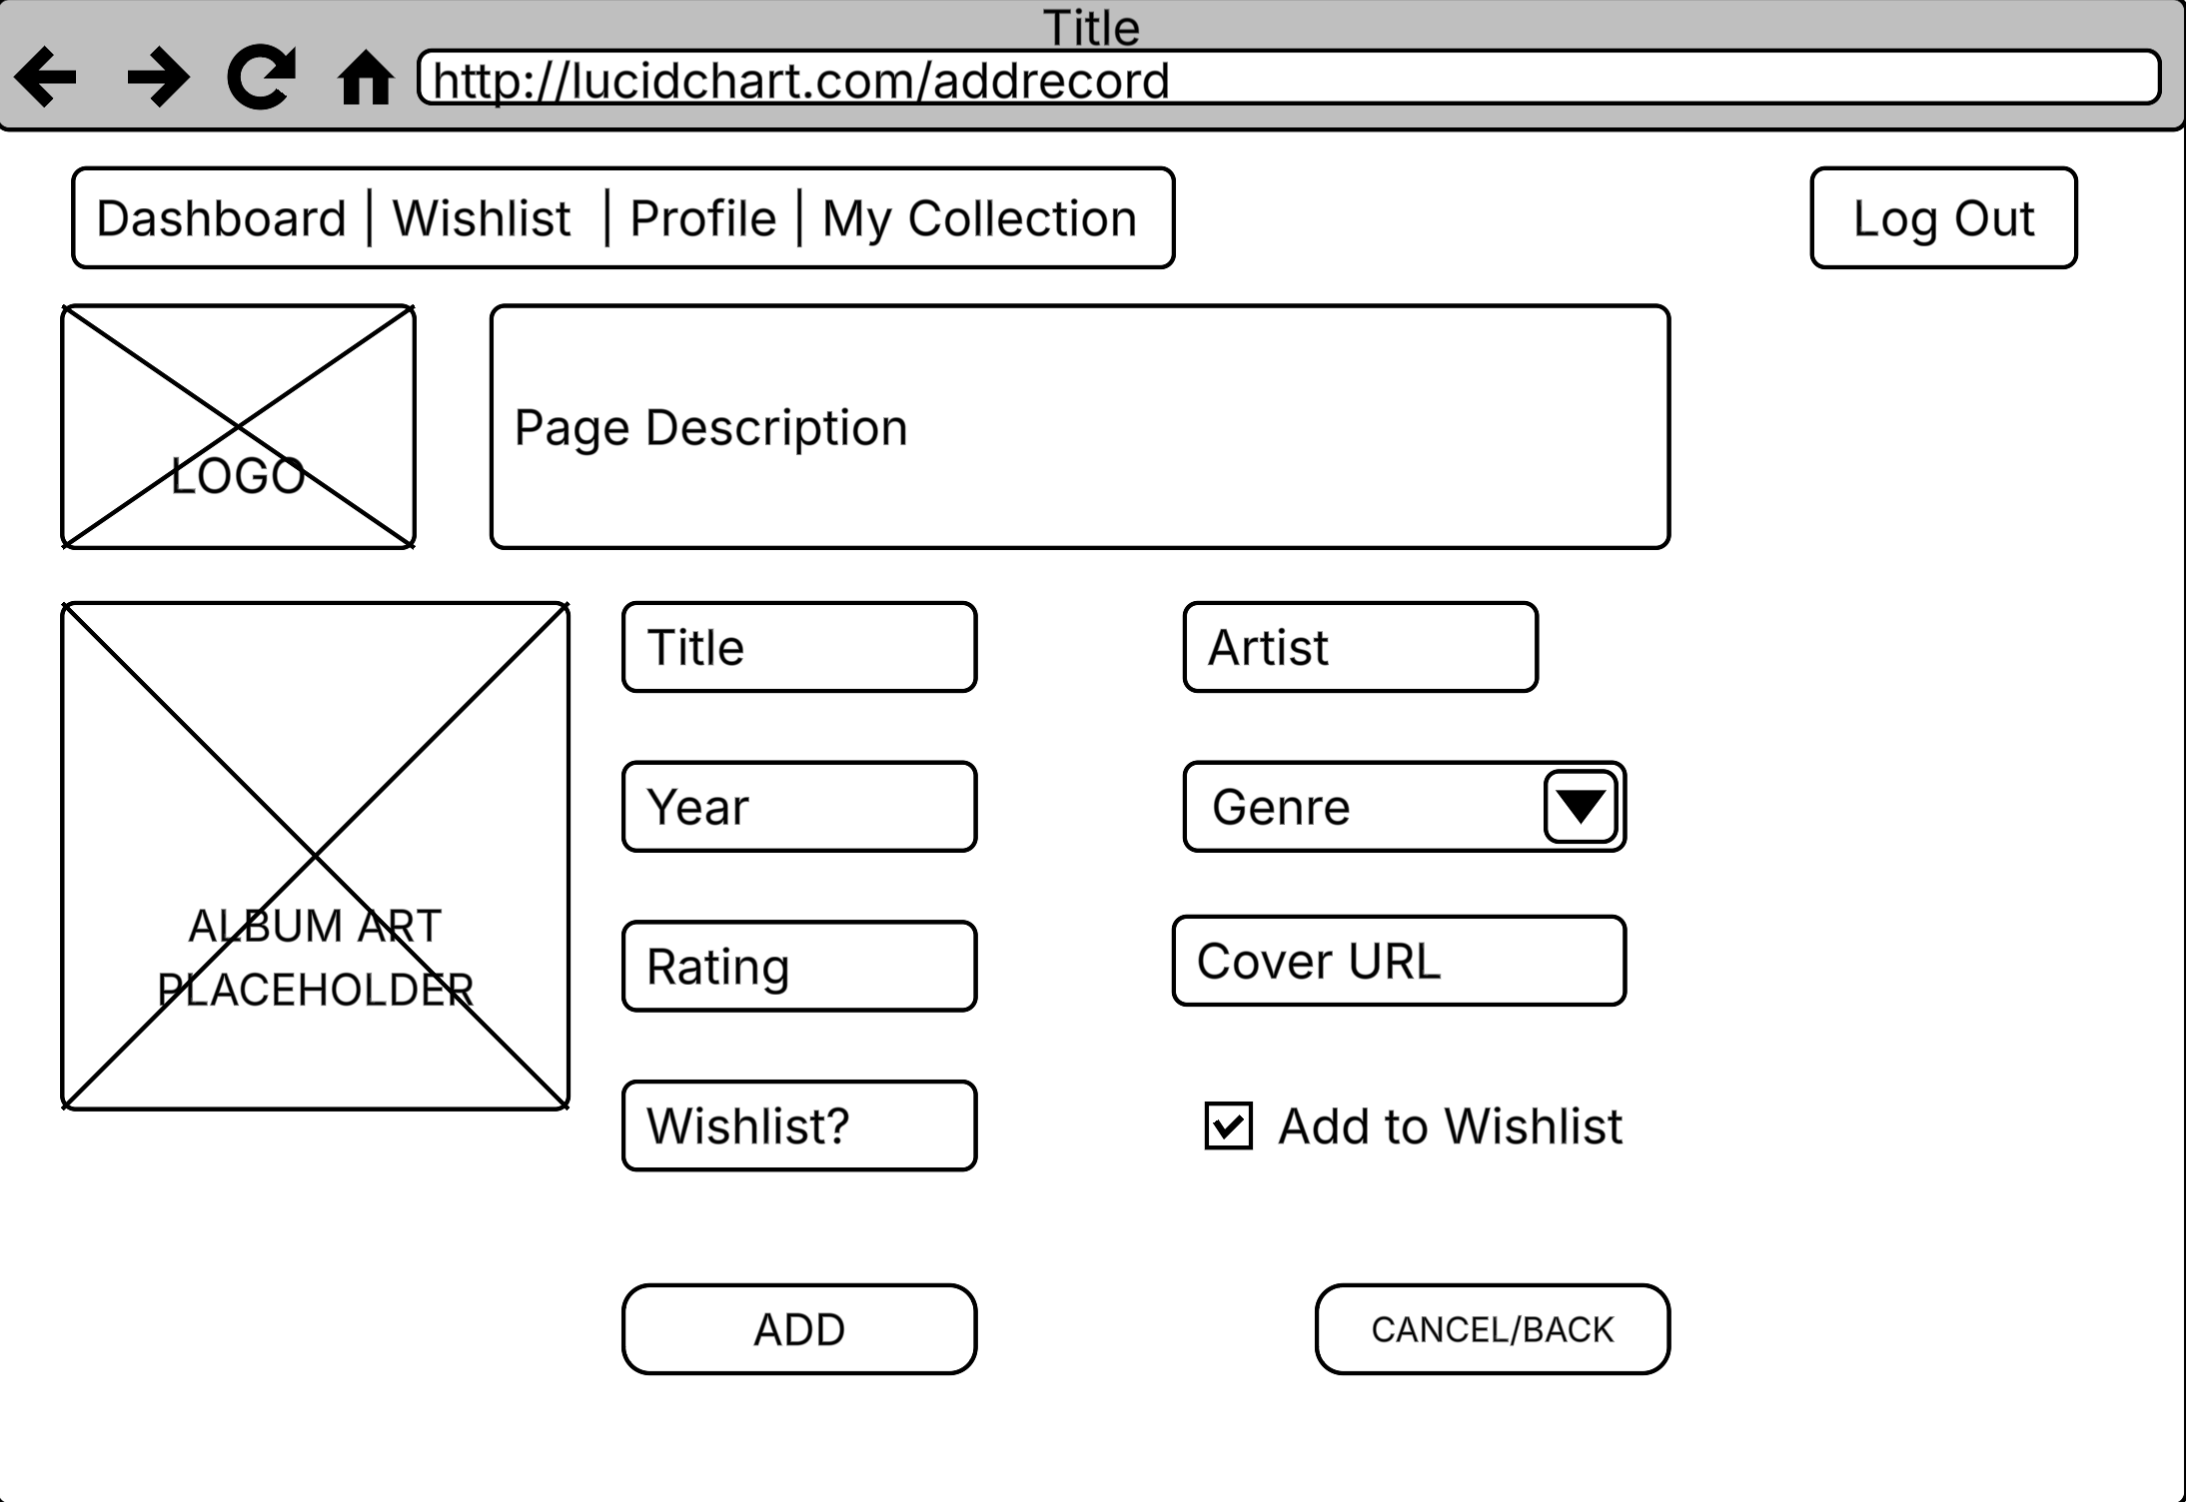 Title
http://lucidchart.com/addrecord
Dashboard | Wishlist | Profile | My Collection
Log Out
LOGO
Page Description
Title
Artist
Year
Genre
ALBUM ART
PLACEHOLDER
Rating
Cover URL
Wishlist?
Add to Wishlist
ADD
CANCEL/BACK